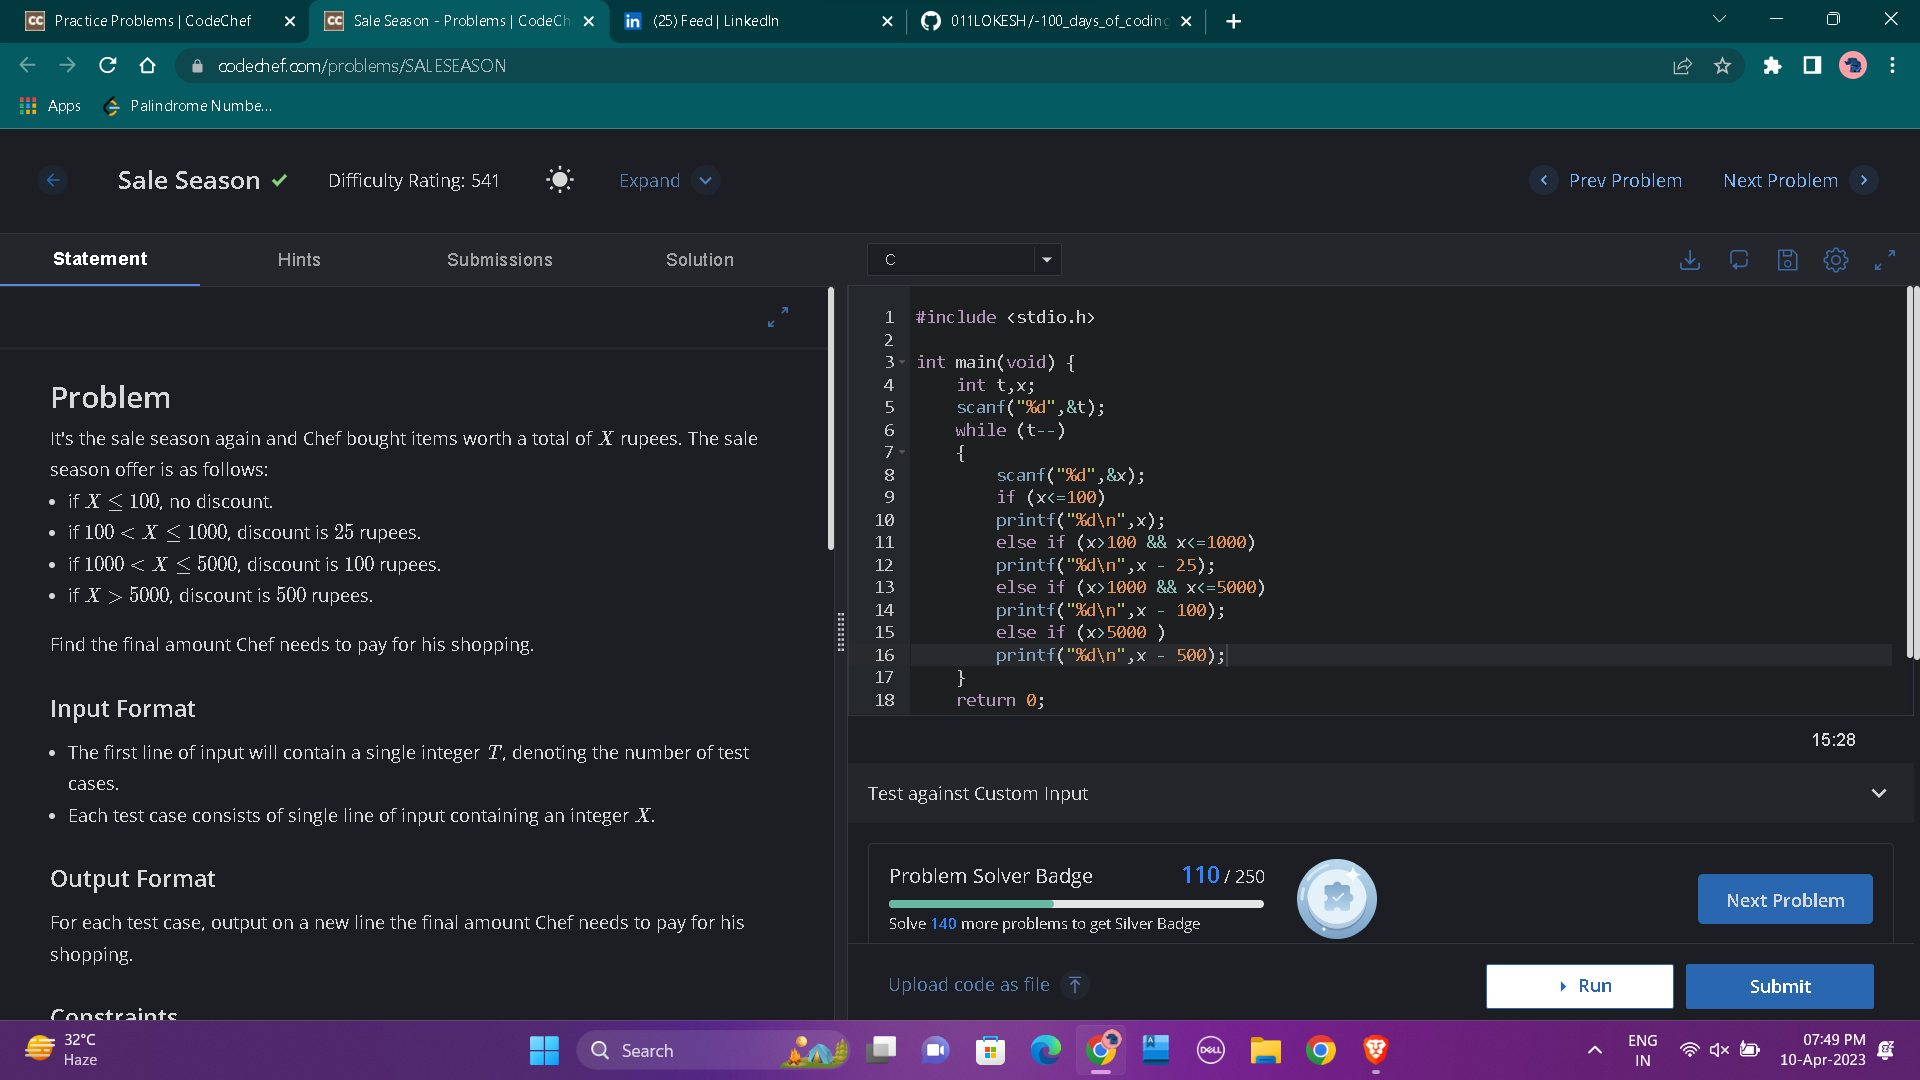 Practice Problems | CodeChef
Sale Season - Problems | CodeCh
(25) Feed | LinkedIn
011LOKESH/-100_days_of_coding
codechef.com/problems/SALESEASON
Apps
Palindrome Numbe...
Sale Season
Difficulty Rating: 541
Expand
Prev Problem
Next Problem
Statement
Hints
Submissions
Solution
C
Problem
It's the sale season again and Chef bought items worth a total of X rupees. The sale
season offer is as follows:
• if X ≤ 100, no discount.
• if 100 < X ≤ 1000, discount is 25 rupees.
• if 1000 < X ≤ 5000, discount is 100 rupees.
• if X > 5000, discount is 500 rupees.
Find the final amount Chef needs to pay for his shopping.
Input Format
• The first line of input will contain a single integer T, denoting the number of test
cases.
• Each test case consists of single line of input containing an integer X.
Output Format
For each test case, output on a new line the final amount Chef needs to pay for his
shopping.
Constraints
1 #include <stdio.h>
2
3 int main(void) {
4 int t,x;
5 scanf("%d",&t);
6 while (t--)
7 {
8 scanf("%d",&x);
9 if (x<=100)
10 printf("%d\n",x);
11 else if (x>100 && x<=1000)
12 printf("%d\n",x - 25);
13 else if (x>1000 && x<=5000)
14 printf("%d\n",x - 100);
15 else if (x>5000 )
16 printf("%d\n",x - 500);
17 }
18 return 0;
15:28
Test against Custom Input
Problem Solver Badge 110 / 250
Solve 140 more problems to get Silver Badge
Next Problem
Upload code as file
Run
Submit
32°C
Haze
Search
DELL
ENG
IN
07:49 PM
10-Apr-2023